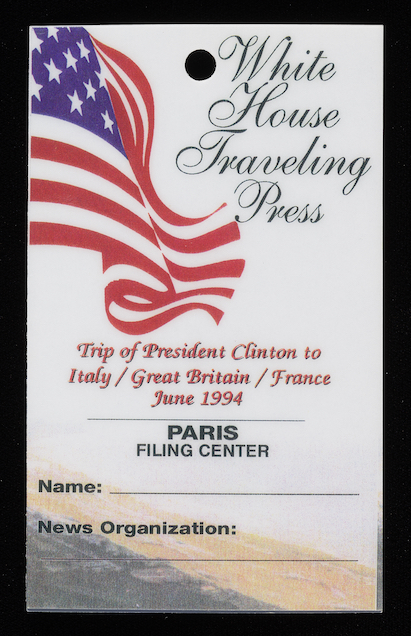 White
House
Traveling
Press
Trip of President Clinton to
Italy / Great Britain / France
June 1994
PARIS
FILING CENTER
Name:
News Organization: